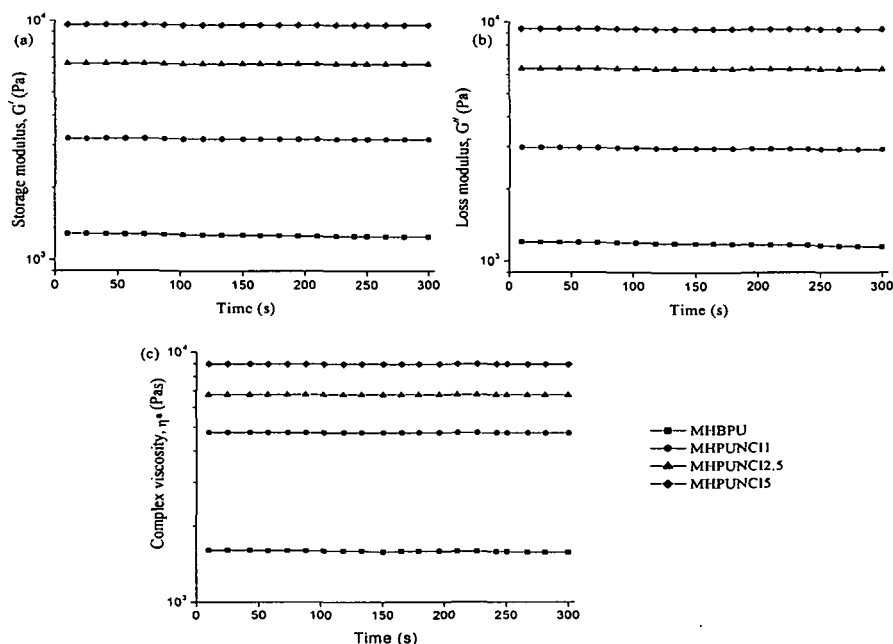 (a)
10⁴
10³
Storage modulus, G′ (Pa)
0 50 100 150 200 250 300
Time (s)
(b)
10⁴
10³
Loss modulus, G″ (Pa)
0 50 100 150 200 250 300
Time (s)
(c)
10⁴
10³
Complex viscosity, η* (Pas)
0 50 100 150 200 250 300
Time (s)
MHBPU
MHPUNCI1
MHPUNCI2.5
MHPUNCI5